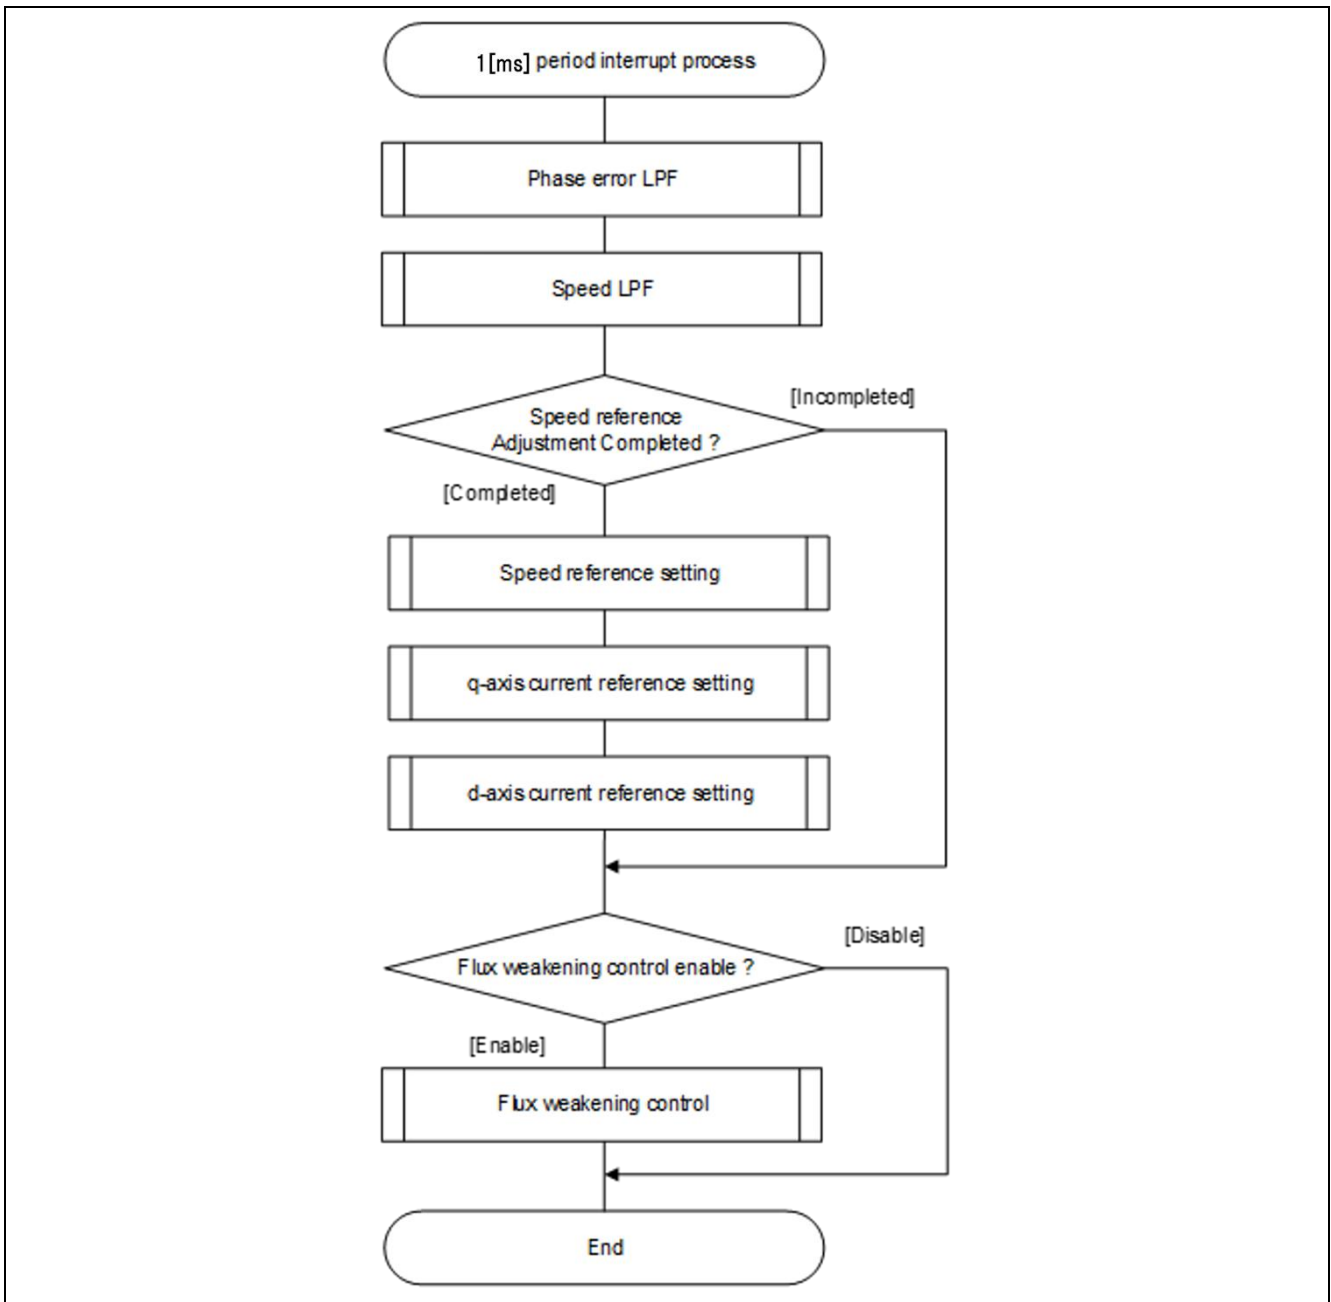 1[ms] period interrupt process
Phase error LPF
Speed LPF
[Incompleted]
Speed reference
Adjustment Completed ?
[Completed]
Speed reference setting
q-axis current reference setting
d-axis current reference setting
[Disable]
Flux weakening control enable ?
[Enable]
Flux weakening control
End